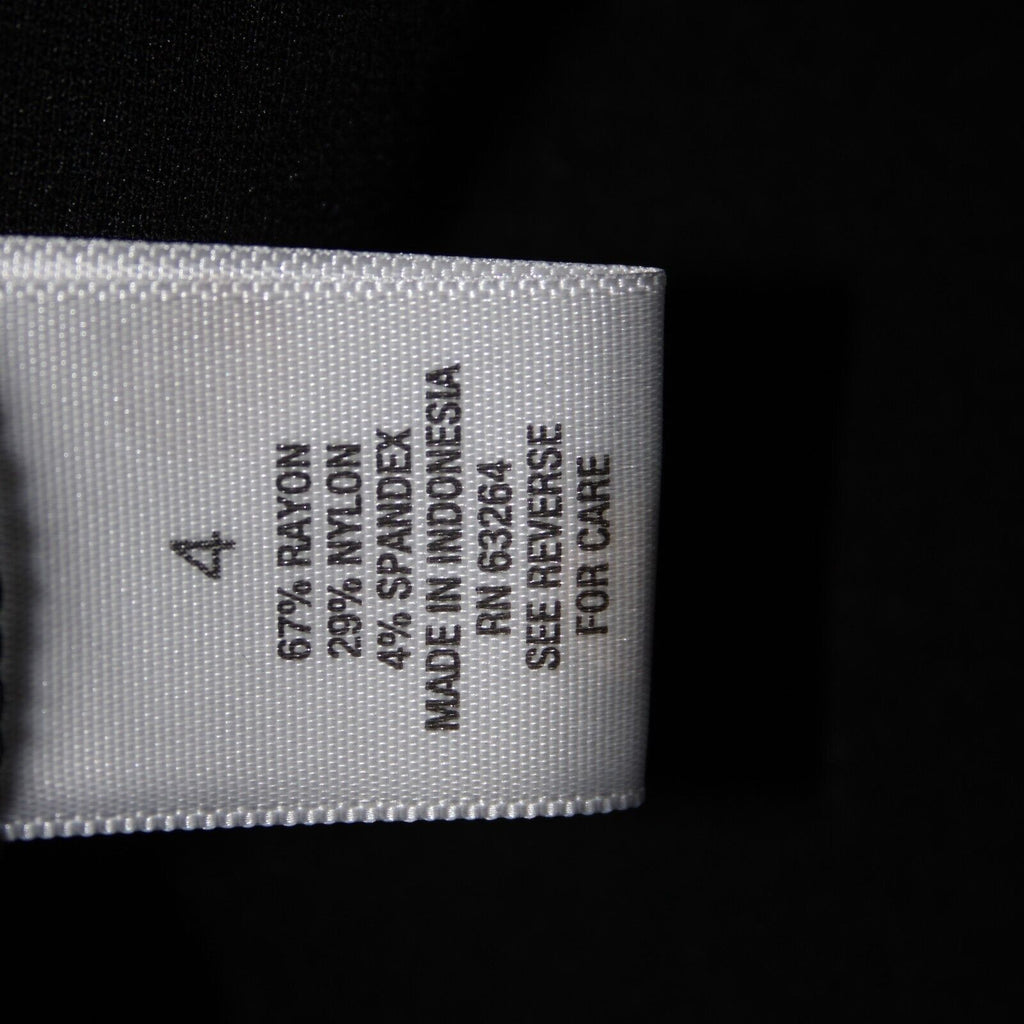 4
67% RAYON
29% NYLON
4% SPANDEX
MADE IN INDONESIA
RN 63264
SEE REVERSE
FOR CARE